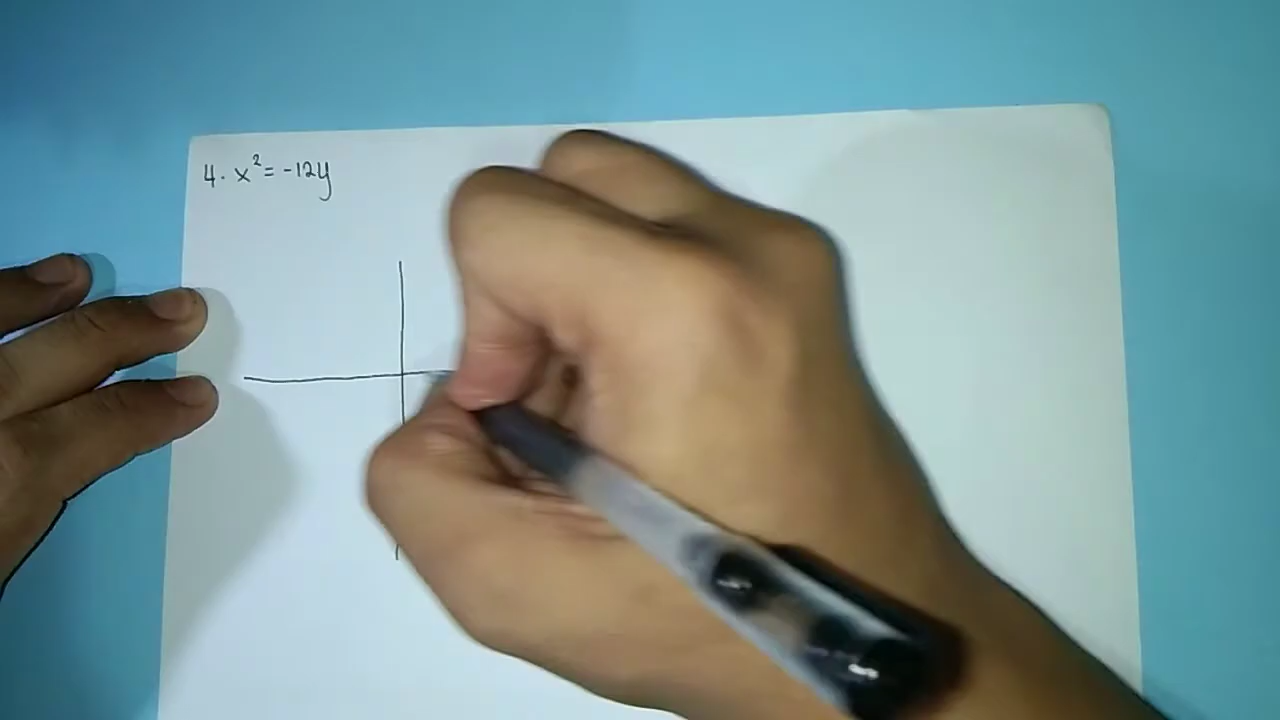 4. x² = -12y